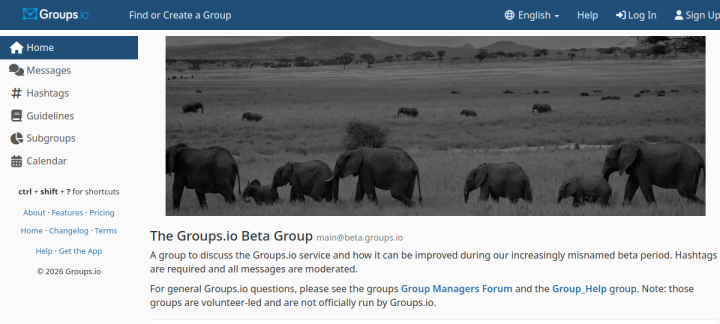 Groups.io Find or Create a Group English Help Log In Sign Up
Home
Messages
Hashtags
Guidelines
Subgroups
Calendar
ctrl + shift + ? for shortcuts
About · Features · Pricing
Home · Changelog · Terms
Help · Get the App
© 2026 Groups.io
The Groups.io Beta Group main@beta.groups.io
A group to discuss the Groups.io service and how it can be improved during our increasingly misnamed beta period. Hashtags
are required and all messages are moderated.
For general Groups.io questions, please see the groups Group Managers Forum and the Group_Help group. Note: those
groups are volunteer-led and are not officially run by Groups.io.